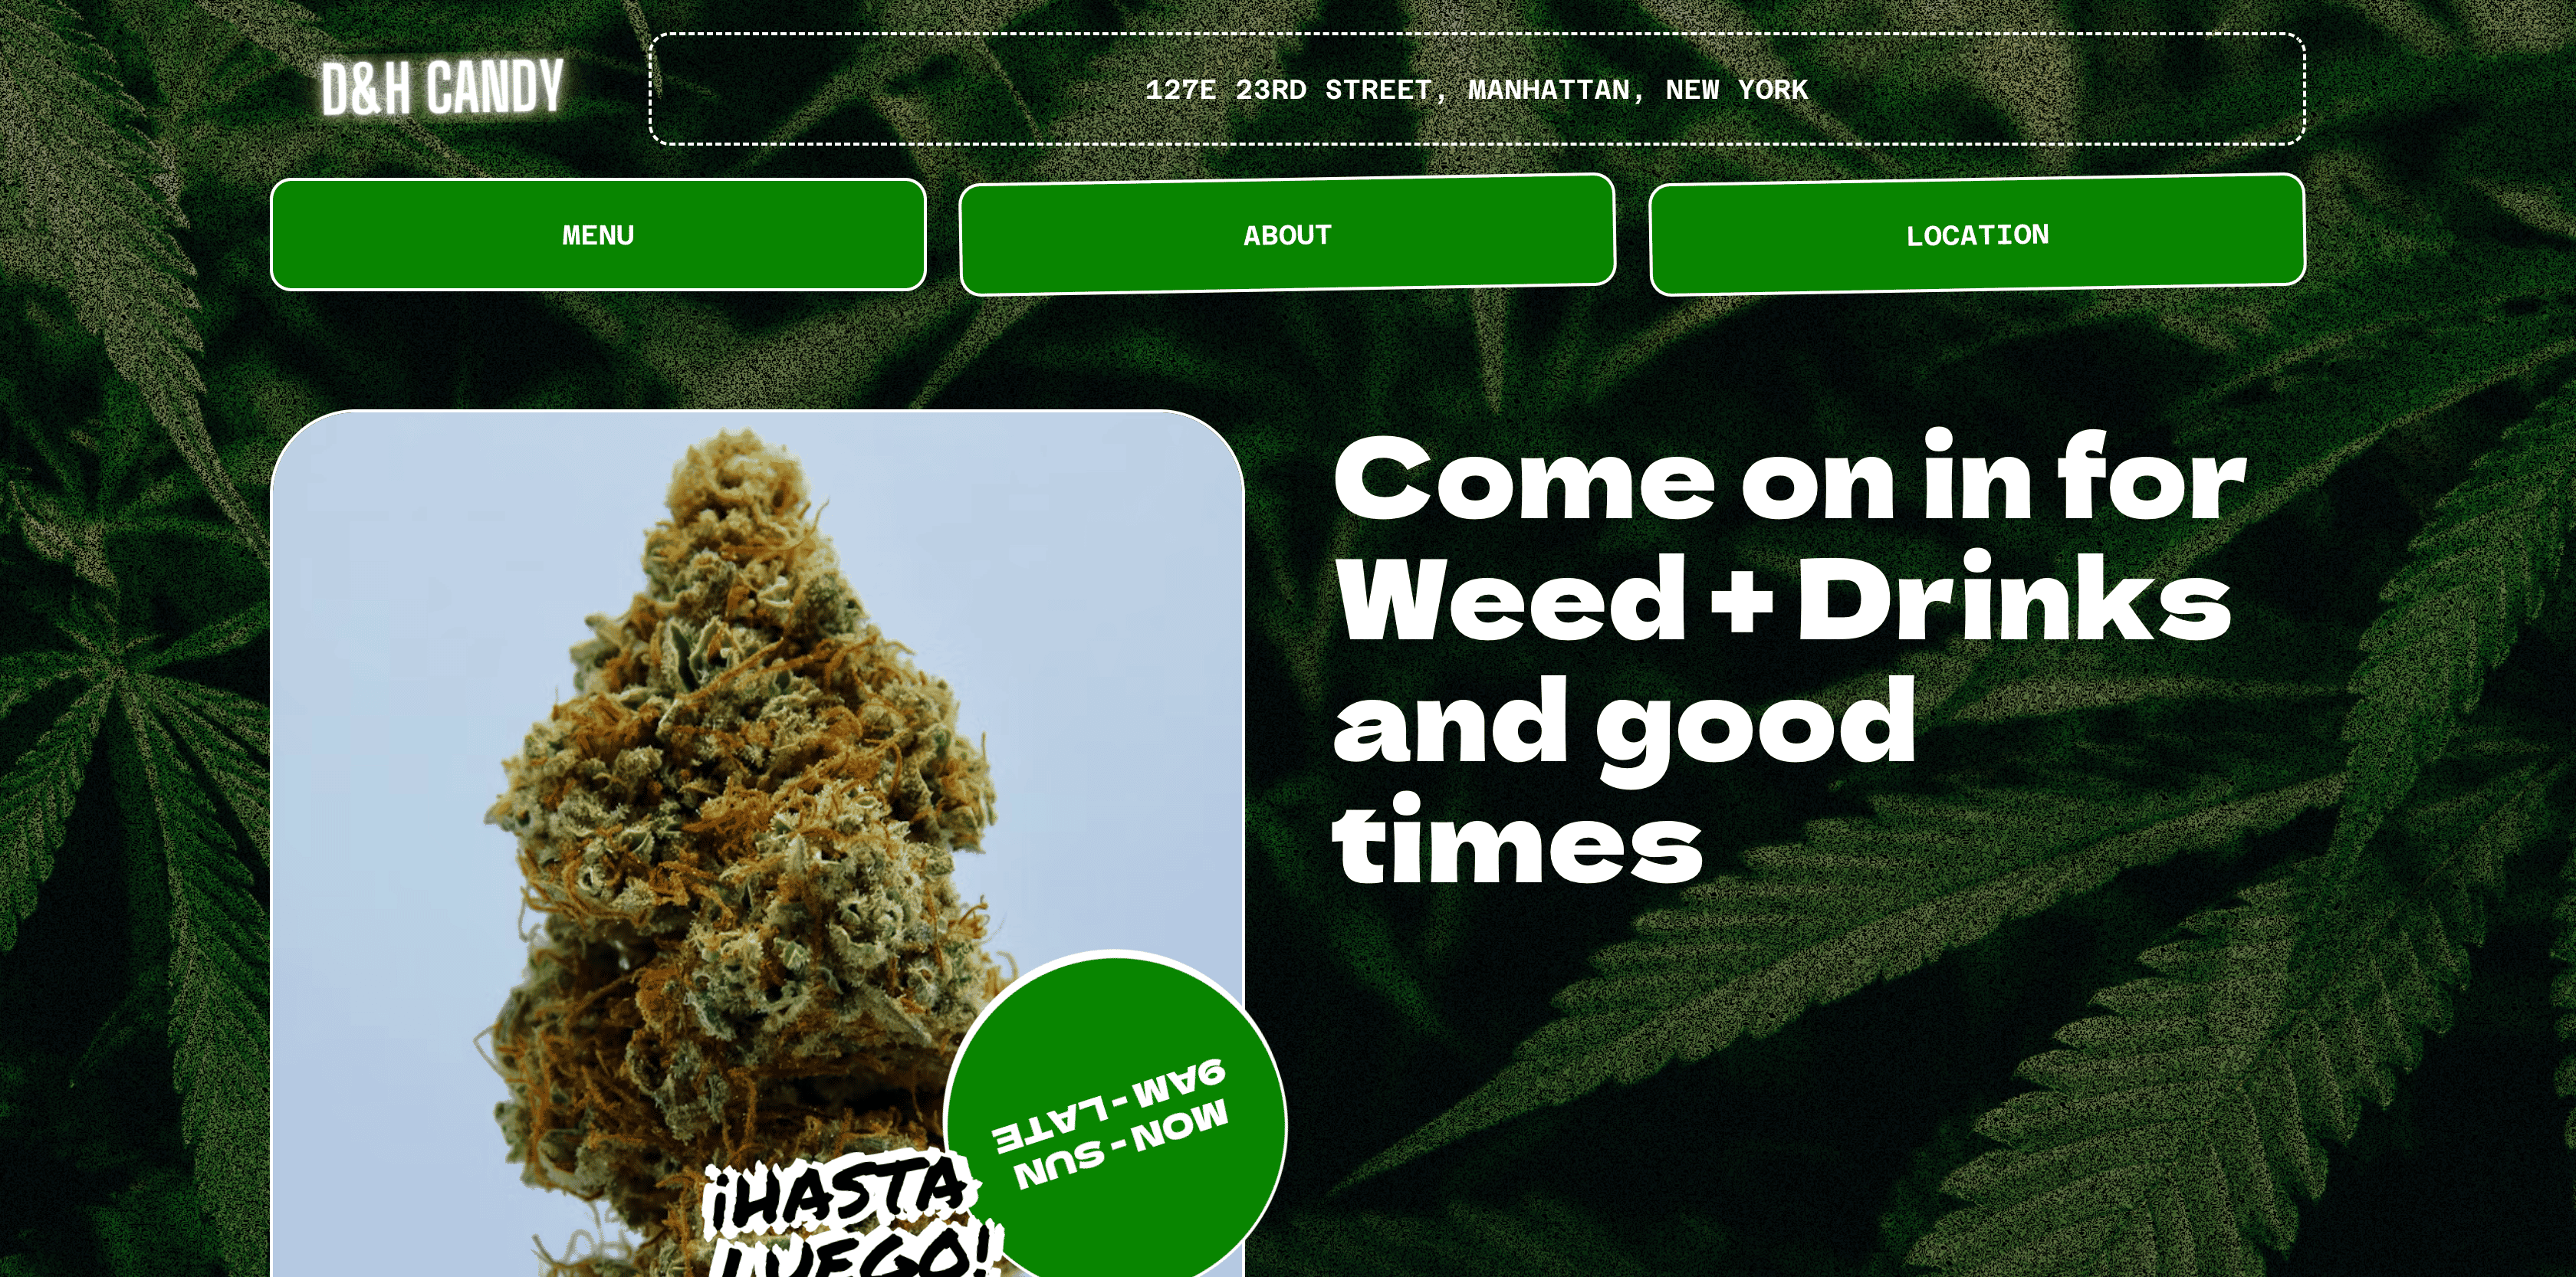 D&H CANDY
127E 23RD STREET, MANHATTAN, NEW YORK
MENU
ABOUT
LOCATION
Come on in for
Weed + Drinks
and good
times
MON - SUN
9AM - LATE
¡HASTA
LUEGO!